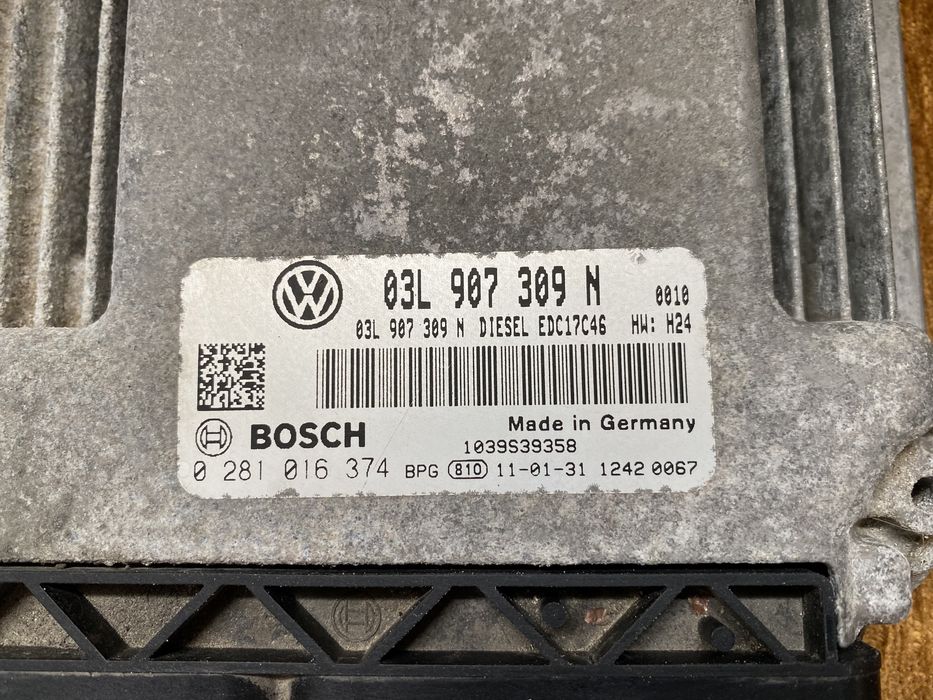 03L 907 309 N 0010
03L 907 309 N DIESEL EDC17C46 HW: H24
Made in Germany
BOSCH
1039S39358
0 281 016 374 BPG 810 11-01-31 1242 0067